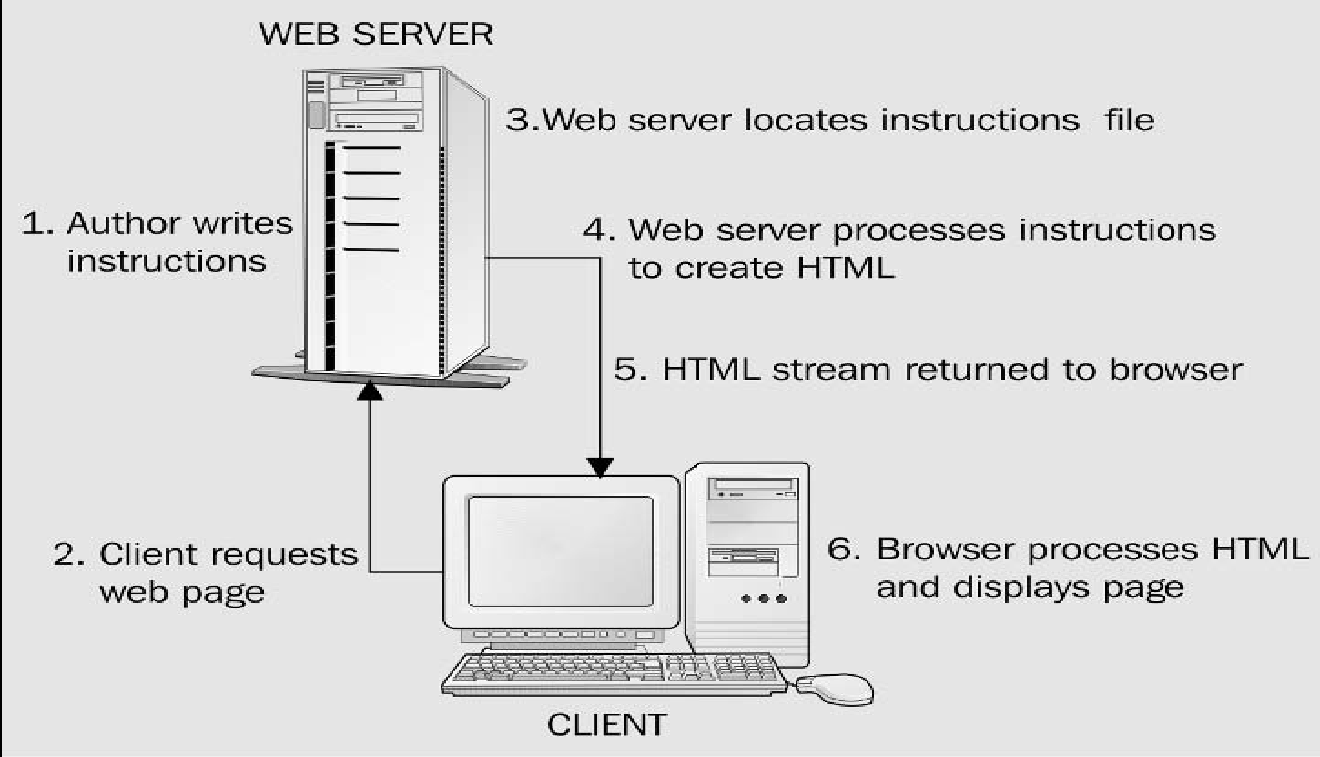 WEB SERVER
3.Web server locates instructions file
1. Author writes
instructions
4. Web server processes instructions
to create HTML
5. HTML stream returned to browser
2. Client requests
web page
6. Browser processes HTML
and displays page
CLIENT